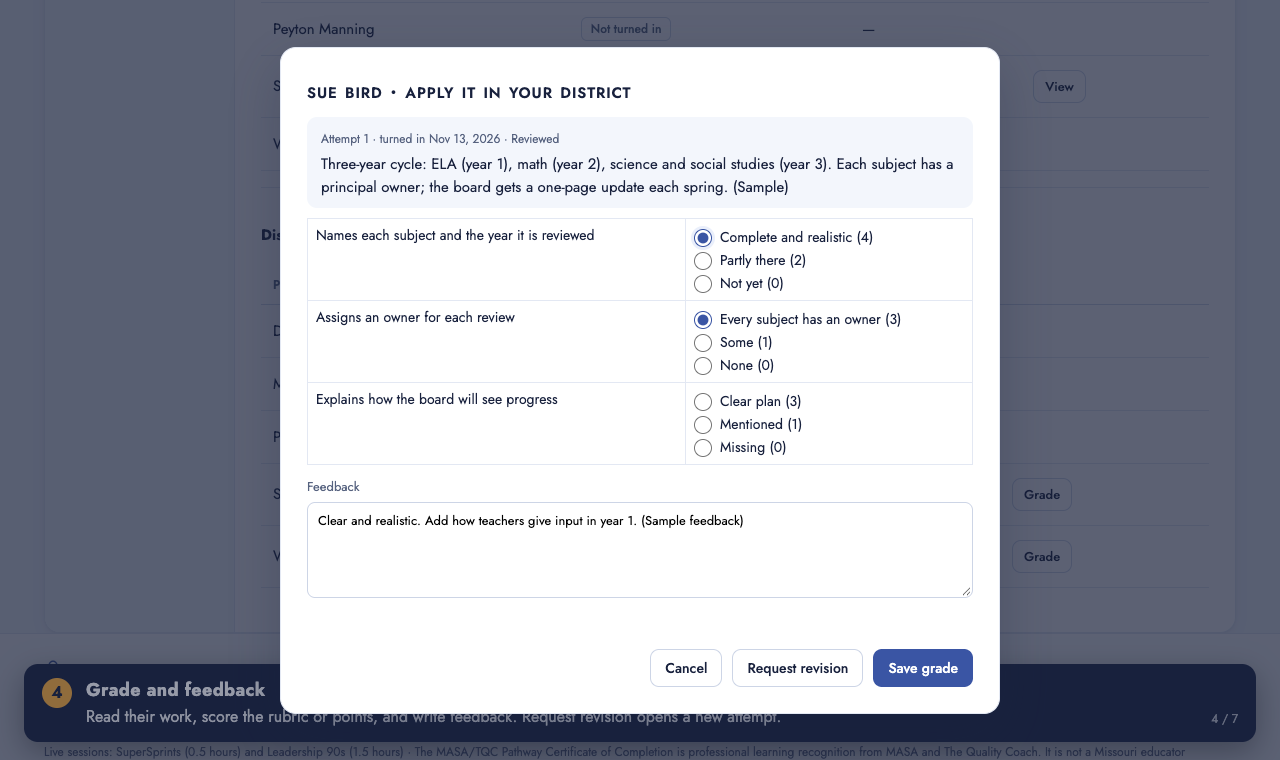 Peyton Manning
Not turned in
—
S
View
SUE BIRD • APPLY IT IN YOUR DISTRICT
Attempt 1 · turned in Nov 13, 2026 · Reviewed
Three-year cycle: ELA (year 1), math (year 2), science and social studies (year 3). Each subject has a
principal owner; the board gets a one-page update each spring. (Sample)
Names each subject and the year it is reviewed
Complete and realistic (4)
Partly there (2)
Not yet (0)
Assigns an owner for each review
Every subject has an owner (3)
Some (1)
None (0)
Explains how the board will see progress
Clear plan (3)
Mentioned (1)
Missing (0)
Feedback
Clear and realistic. Add how teachers give input in year 1. (Sample feedback)
Grade
Grade
Cancel
Request revision
Save grade
4
Grade and feedback
Read their work, score the rubric or points, and write feedback. Request revision opens a new attempt.
4 / 7
Live sessions: SuperSprints (0.5 hours) and Leadership 90s (1.5 hours) · The MASA/TQC Pathway Certificate of Completion is professional learning recognition from MASA and The Quality Coach. It is not a Missouri educator